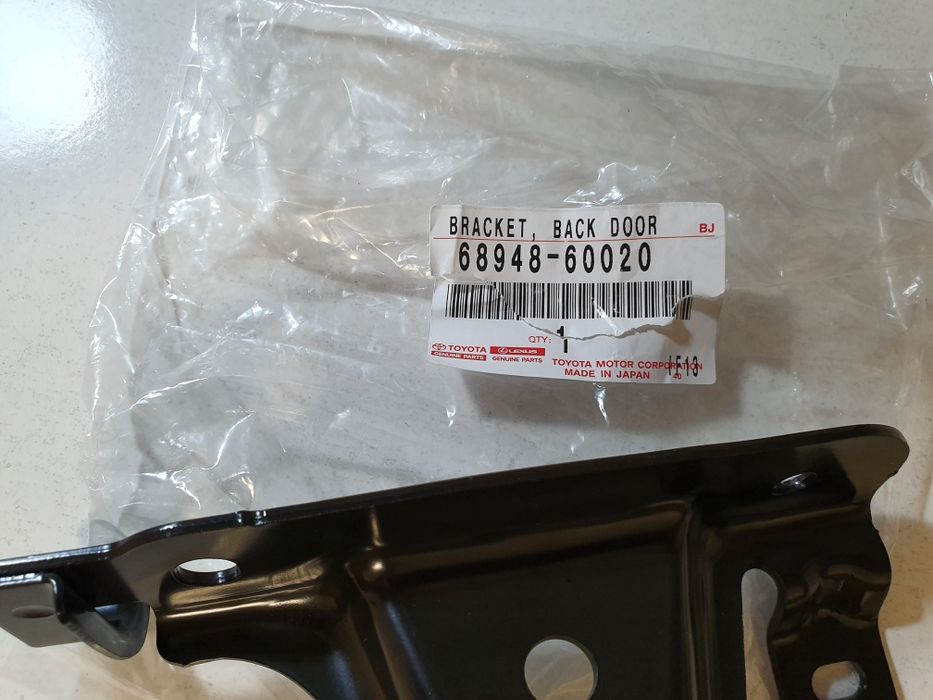 BRACKET, BACK DOOR BJ
68948-60020
QTY: 1
TOYOTA LEXUS
GENUINE PARTS GENUINE PARTS
TOYOTA MOTOR CORPORATION
MADE IN JAPAN 40